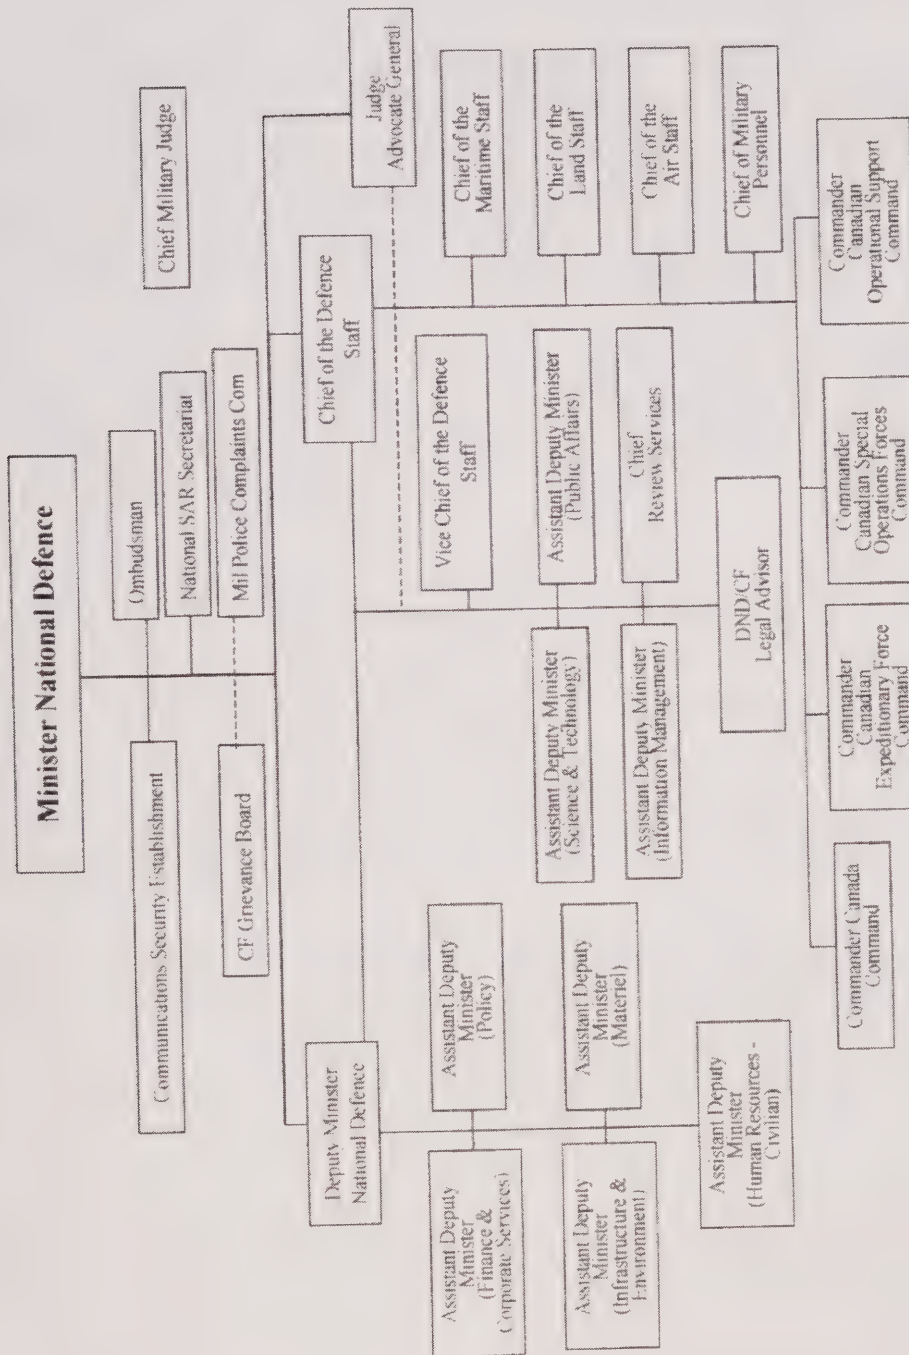 Minister National Defence
Communications Security Establishment
Ombudsman
National SAR Secretariat
Chief Military Judge
CF Grievance Board
Mil Police Complaints Com
Deputy Minister
National Defence
Chief of the Defence
Staff
Judge
Advocate General
Assistant Deputy
Minister
(Finance &
Corporate Services)
Assistant Deputy
Minister
(Policy)
Assistant Deputy
Minister
(Infrastructure &
Environment)
Assistant Deputy
Minister
(Materiel)
Assistant Deputy
Minister
(Human Resources -
Civilian)
Vice Chief of the Defence
Staff
Assistant Deputy Minister
(Science & Technology)
Assistant Deputy Minister
(Public Affairs)
Assistant Deputy Minister
(Information Management)
Chief
Review Services
DND/CF
Legal Advisor
Chief of the
Maritime Staff
Chief of the
Land Staff
Chief of the
Air Staff
Chief of Military
Personnel
Commander Canada
Command
Commander
Canadian
Expeditionary Force
Command
Commander
Canadian Special
Operations Forces
Command
Commander
Canadian
Operational Support
Command